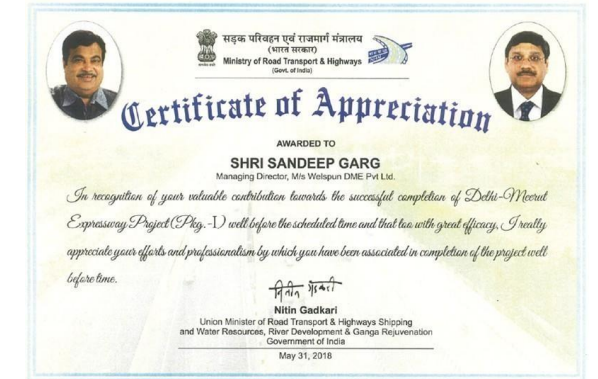 सड़क परिवहन एवं राजमार्ग मंत्रालय
(भारत सरकार)
Ministry of Road Transport & Highways
(Govt. of India)
Certificate of Appreciation
AWARDED TO
SHRI SANDEEP GARG
Managing Director, M/s Welspun DME Pvt Ltd.
In recognition of your valuable contribution towards the successful completion of Delhi-Meerut
Expressway Project (Pkg.-I) well before the scheduled time and that too with great efficacy, I really
appreciate your efforts and professionalism by which you have been associated in completion of the project well
before time.
नितीन गडकरी
Nitin Gadkari
Union Minister of Road Transport & Highways Shipping
and Water Resources, River Development & Ganga Rejuvenation
Government of India
May 31, 2018